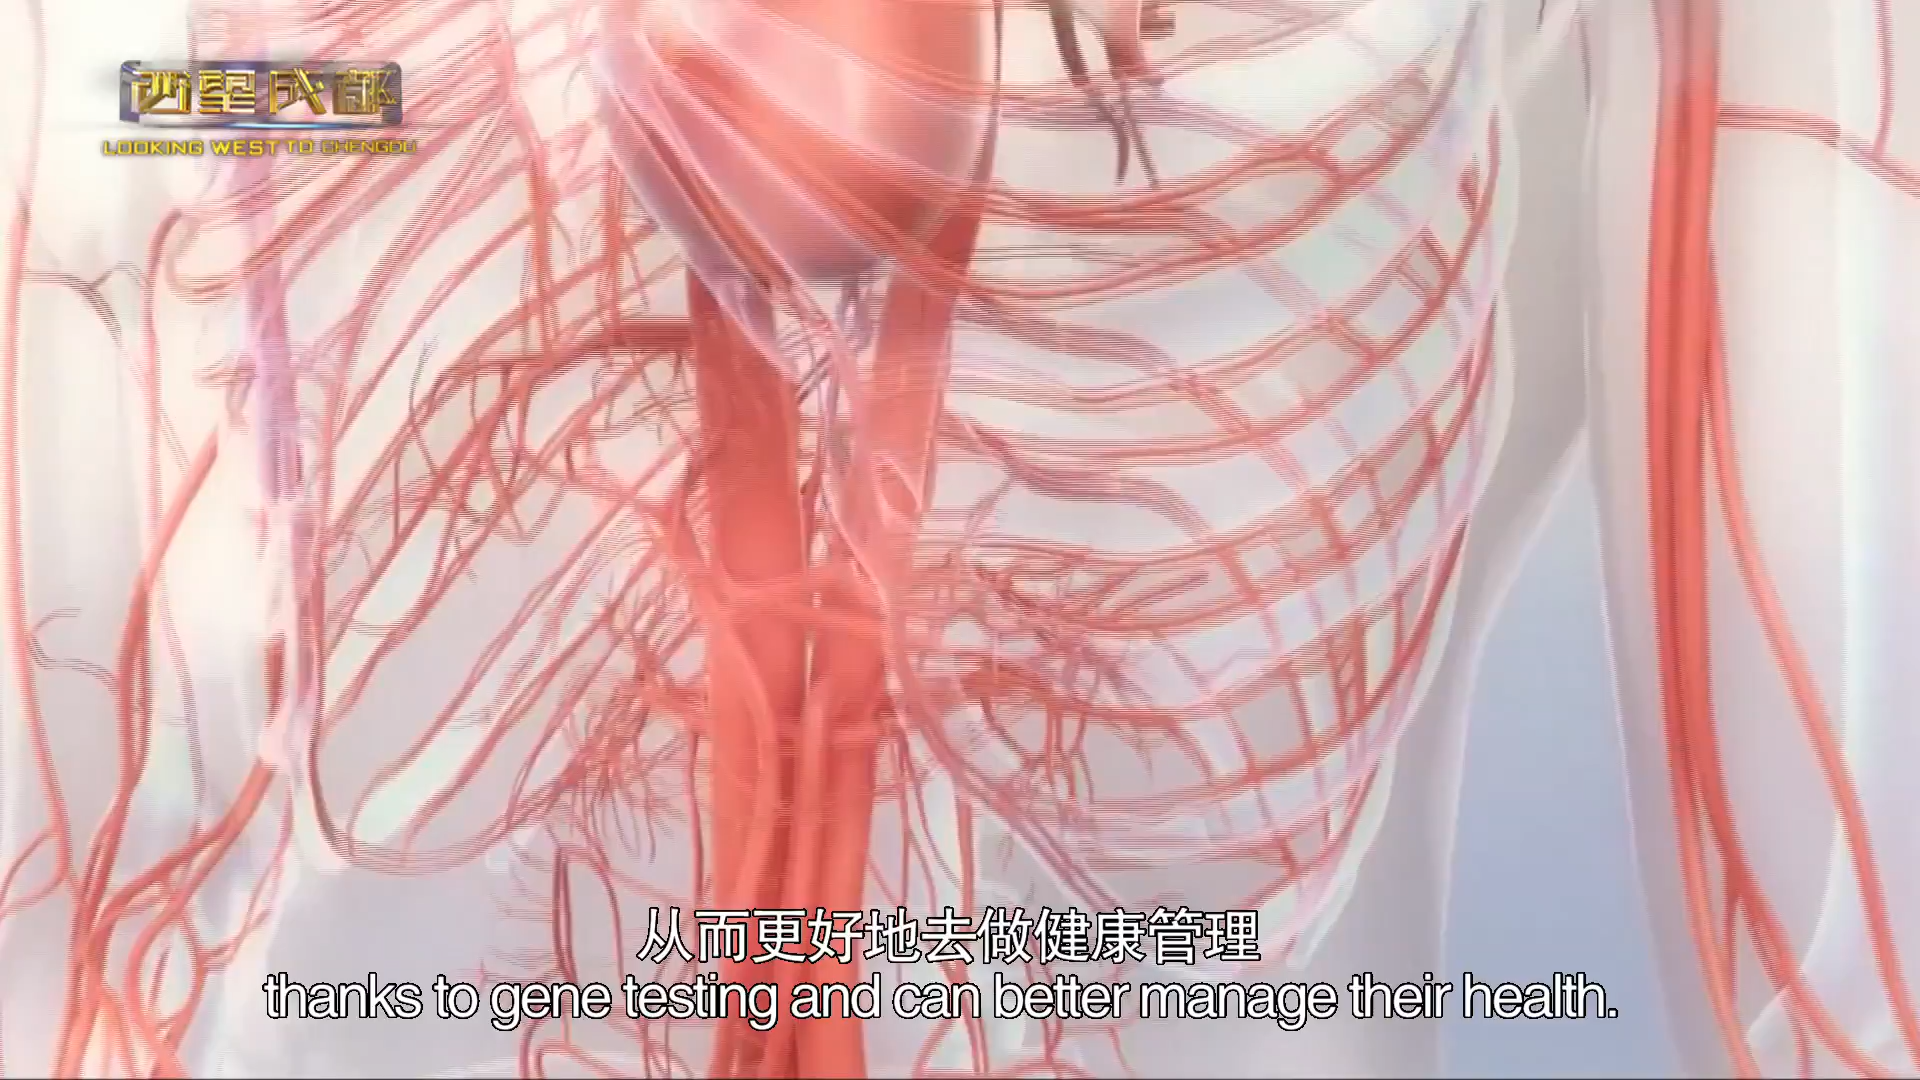 西望成都
LOOKING WEST TO CHENGDU
从而更好地去做健康管理
thanks to gene testing and can better manage their health.